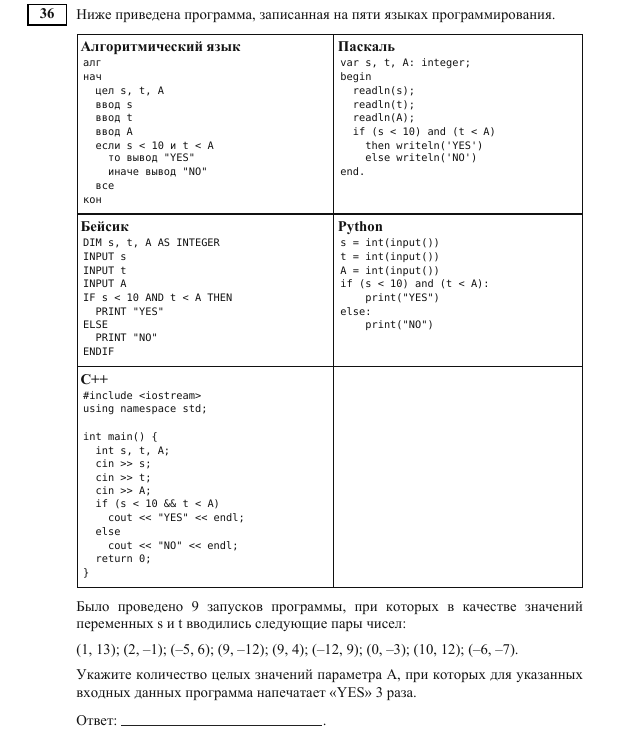 36
Ниже приведена программа, записанная на пяти языках программирования.
Алгоритмический язык
алг
нач
  цел s, t, A
  ввод s
  ввод t
  ввод A
  если s < 10 и t < A
    то вывод "YES"
    иначе вывод "NO"
  все
кон
Паскаль
var s, t, A: integer;
begin
  readln(s);
  readln(t);
  readln(A);
  if (s < 10) and (t < A)
    then writeln('YES')
    else writeln('NO')
end.
Бейсик
DIM s, t, A AS INTEGER
INPUT s
INPUT t
INPUT A
IF s < 10 AND t < A THEN
  PRINT "YES"
ELSE
  PRINT "NO"
ENDIF
Python
s = int(input())
t = int(input())
A = int(input())
if (s < 10) and (t < A):
    print("YES")
else:
    print("NO")
C++
#include <iostream>
using namespace std;

int main() {
  int s, t, A;
  cin >> s;
  cin >> t;
  cin >> A;
  if (s < 10 && t < A)
    cout << "YES" << endl;
  else
    cout << "NO" << endl;
  return 0;
}
Было проведено 9 запусков программы, при которых в качестве значений
переменных s и t вводились следующие пары чисел:
(1, 13); (2, –1); (–5, 6); (9, –12); (9, 4); (–12, 9); (0, –3); (10, 12); (–6, –7).
Укажите количество целых значений параметра A, при которых для указанных
входных данных программа напечатает «YES» 3 раза.
Ответ: ____________________________.